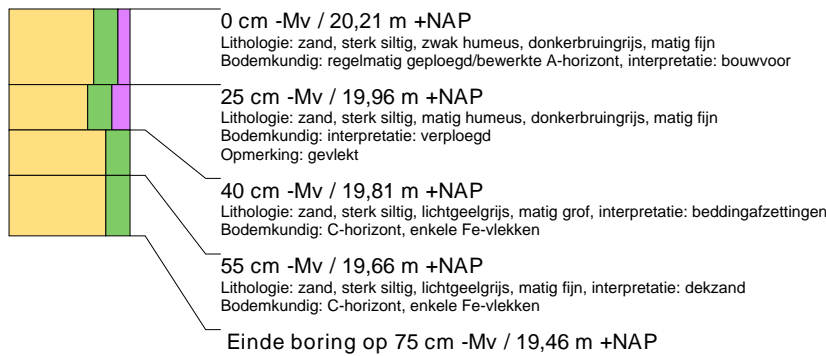 0 cm -Mv / 20,21 m +NAP
Lithologie: zand, sterk siltig, zwak humeus, donkerbruingrijs, matig fijn
Bodemkundig: regelmatig geploegd/bewerkte A-horizont, interpretatie: bouwvoor
25 cm -Mv / 19,96 m +NAP
Lithologie: zand, sterk siltig, matig humeus, donkerbruingrijs, matig fijn
Bodemkundig: interpretatie: verploegd
Opmerking: gevlekt
40 cm -Mv / 19,81 m +NAP
Lithologie: zand, sterk siltig, lichtgeelgrijs, matig grof, interpretatie: beddingafzettingen
Bodemkundig: C-horizont, enkele Fe-vlekken
55 cm -Mv / 19,66 m +NAP
Lithologie: zand, sterk siltig, lichtgeelgrijs, matig fijn, interpretatie: dekzand
Bodemkundig: C-horizont, enkele Fe-vlekken
Einde boring op 75 cm -Mv / 19,46 m +NAP